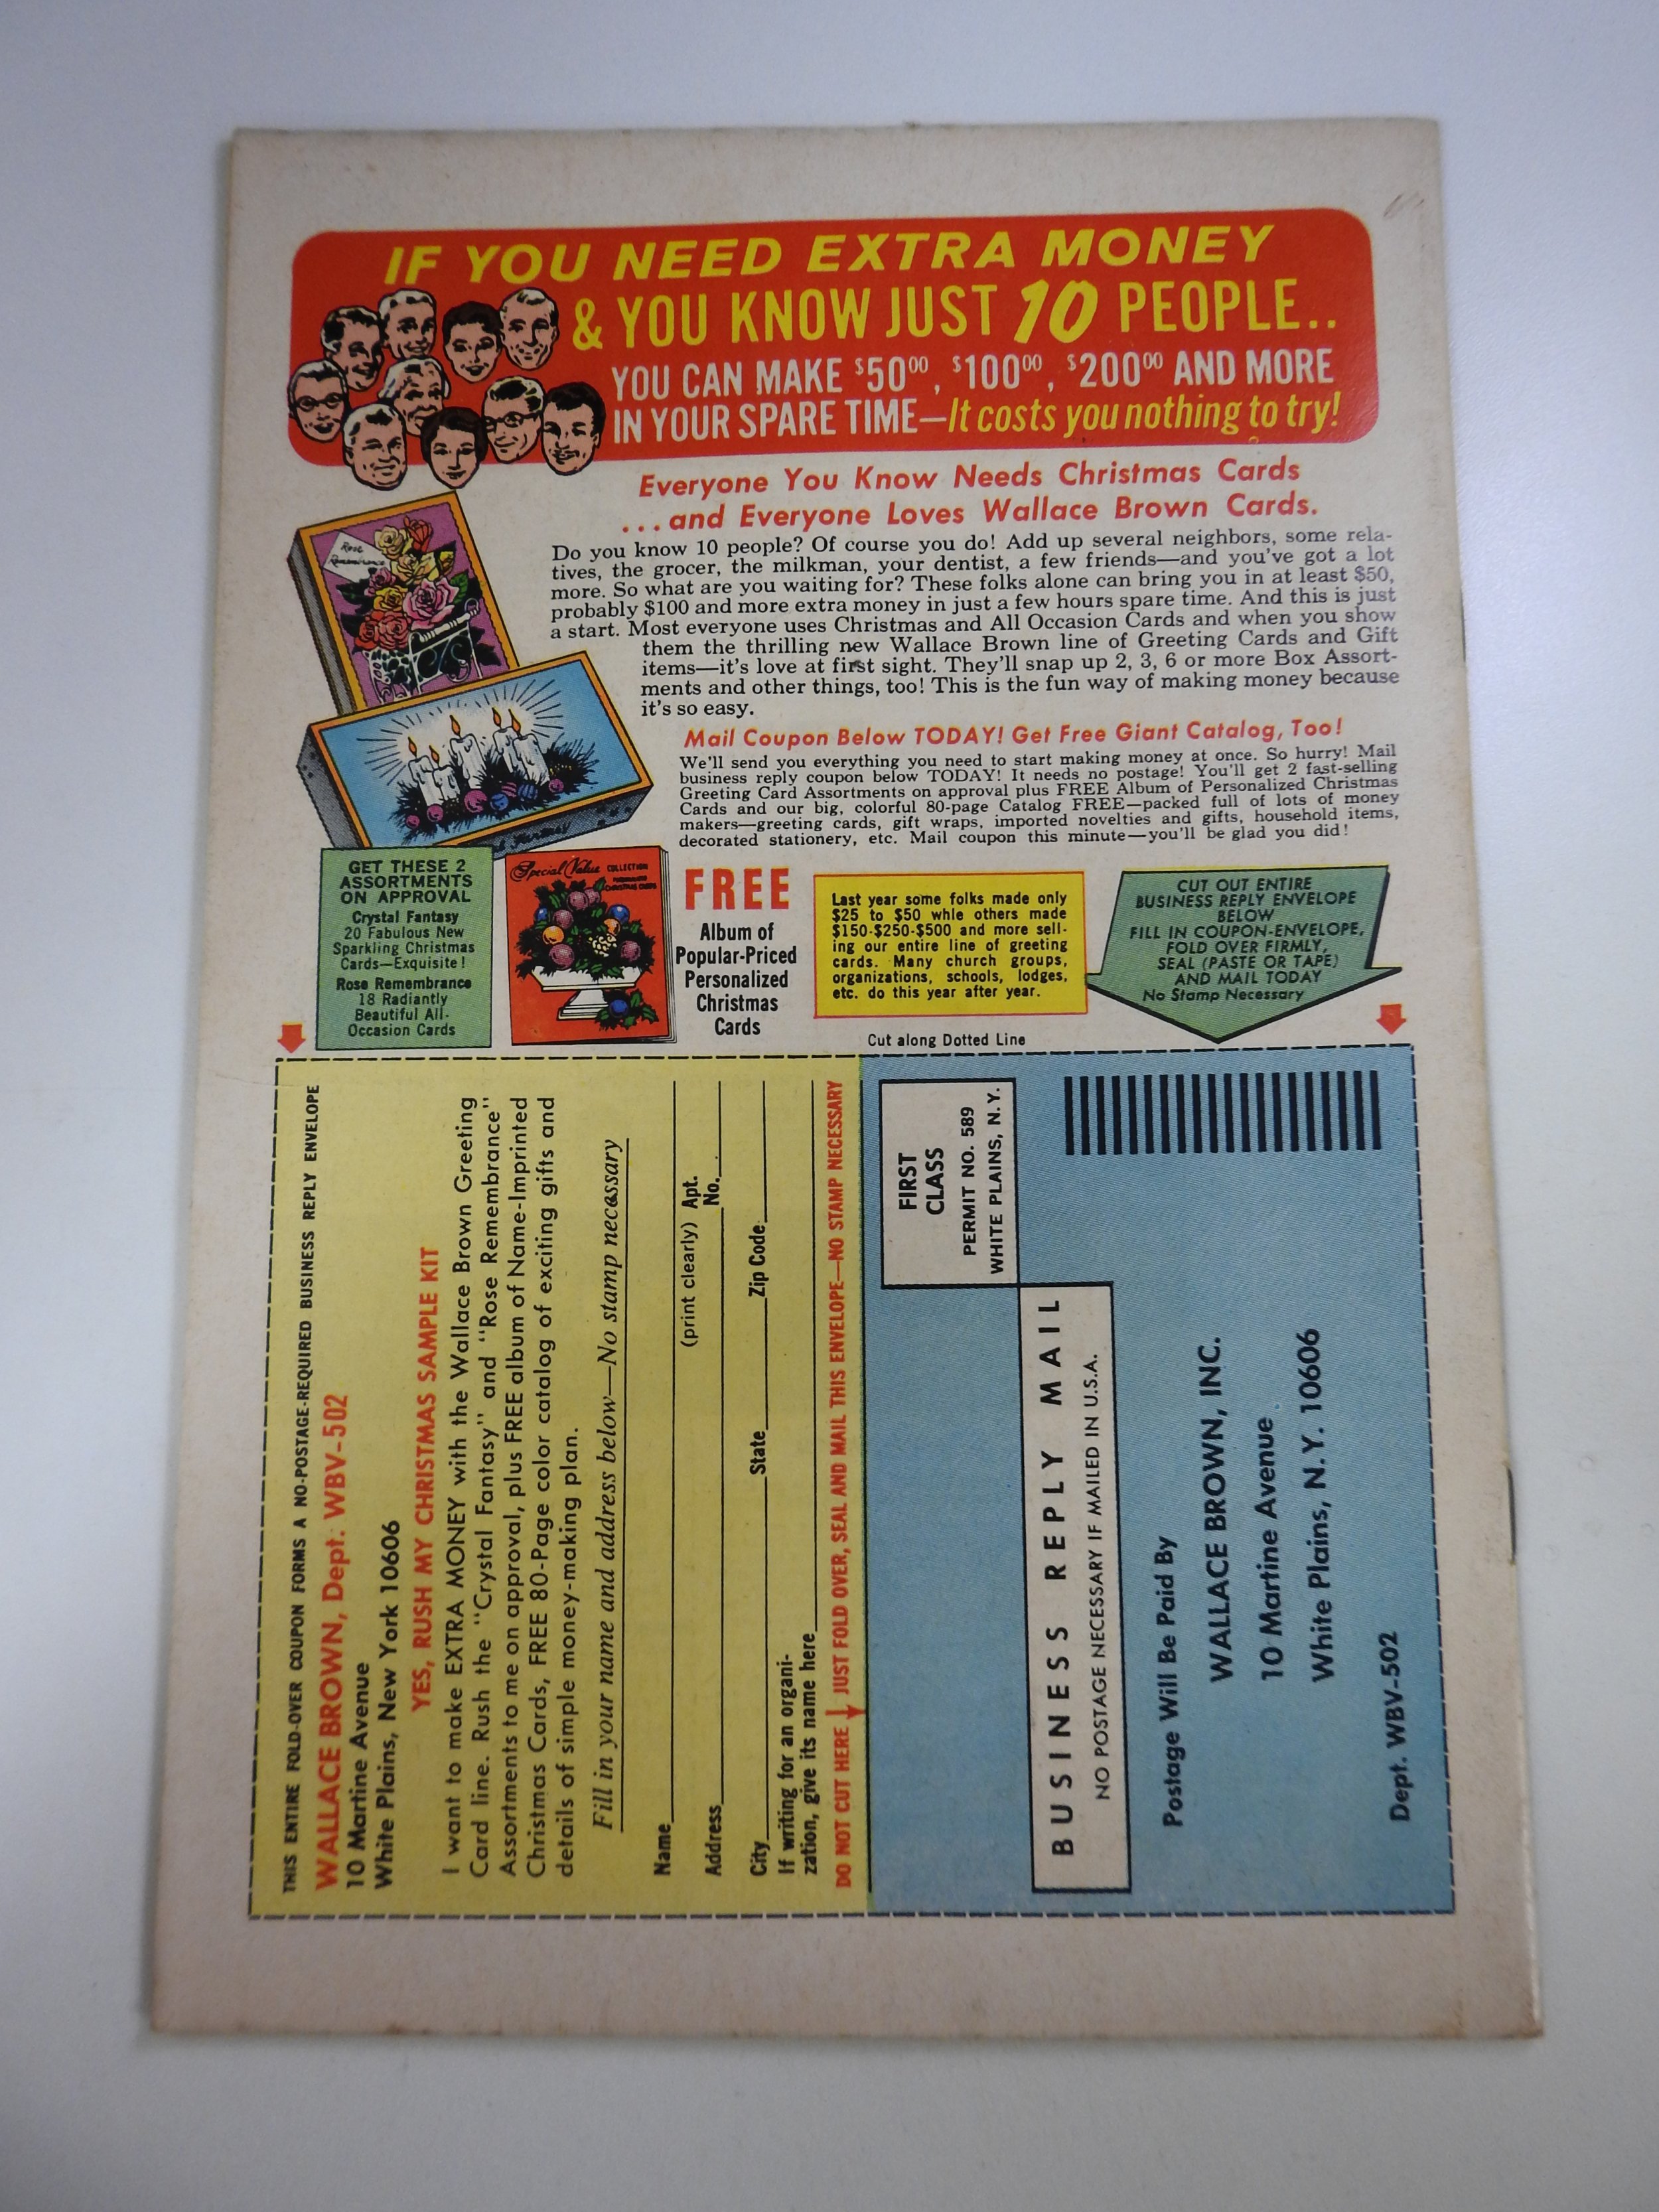 IF YOU NEED EXTRA MONEY
& YOU KNOW JUST 10 PEOPLE..
YOU CAN MAKE $50⁰⁰, $100⁰⁰, $200⁰⁰ AND MORE
IN YOUR SPARE TIME—It costs you nothing to try!
Everyone You Know Needs Christmas Cards
...and Everyone Loves Wallace Brown Cards.
Do you know 10 people? Of course you do! Add up several neighbors, some rela-
tives, the grocer, the milkman, your dentist, a few friends—and you've got a lot
more. So what are you waiting for? These folks alone can bring you in at least $50,
probably $100 and more extra money in just a few hours spare time. And this is just
a start. Most everyone uses Christmas and All Occasion Cards and when you show
them the thrilling new Wallace Brown line of Greeting Cards and Gift
items—it's love at first sight. They'll snap up 2, 3, 6 or more Box Assort-
ments and other things, too! This is the fun way of making money because
it's so easy.
Rose
Remembrance
Mail Coupon Below TODAY! Get Free Giant Catalog, Too!
We'll send you everything you need to start making money at once. So hurry! Mail
business reply coupon below TODAY! It needs no postage! You'll get 2 fast-selling
Greeting Card Assortments on approval plus FREE Album of Personalized Christmas
Cards and our big, colorful 80-page Catalog FREE—packed full of lots of money
makers—greeting cards, gift wraps, imported novelties and gifts, household items,
decorated stationery, etc. Mail coupon this minute—you'll be glad you did!
GET THESE 2
ASSORTMENTS
ON APPROVAL
Crystal Fantasy
20 Fabulous New
Sparkling Christmas
Cards—Exquisite!
Rose Remembrance
18 Radiantly
Beautiful All-
Occasion Cards
Special Value COLLECTION
CHRISTMAS CARDS
FREE
Album of
Popular-Priced
Personalized
Christmas
Cards
Last year some folks made only
$25 to $50 whle others made
$150-$250-$500 and more sell-
ing our entire line of greeting
cards. Many church groups,
organizations, schools, lodges,
etc. do this year after year.
CUT OUT ENTIRE
BUSINESS REPLY ENVELOPE
BELOW
FILL IN COUPON-ENVELOPE,
FOLD OVER FIRMLY,
SEAL (PASTE OR TAPE)
AND MAIL TODAY
No Stamp Necessary
Cut along Dotted Line
THIS ENTIRE FOLD-OVER COUPON FORMS A NO-POSTAGE-REQUIRED BUSINESS REPLY ENVELOPE
WALLACE BROWN, Dept. WBV-502
10 Martine Avenue
White Plains, New York 10606
YES, RUSH MY CHRISTMAS SAMPLE KIT
I want to make EXTRA MONEY with the Wallace Brown Greeting
Card line. Rush the "Crystal Fantasy" and "Rose Remembrance"
Assortments to me on approval, plus FREE album of Name-Imprinted
Christmas Cards, FREE 80-Page color catalog of exciting gifts and
details of simple money-making plan.
Fill in your name and address below—No stamp necessary
Name
(print clearly)
Address Apt. No.
City State Zip Code
If writing for an organi-
zation, give its name here
DO NOT CUT HERE JUST FOLD OVER, SEAL AND MAIL THIS ENVELOPE—NO STAMP NECESSARY
FIRST
CLASS
PERMIT NO. 589
WHITE PLAINS, N.Y.
BUSINESS REPLY MAIL
NO POSTAGE NECESSARY IF MAILED IN U.S.A.
Postage Will Be Paid By
WALLACE BROWN, INC.
10 Martine Avenue
White Plains, N.Y. 10606
Dept. WBV-502